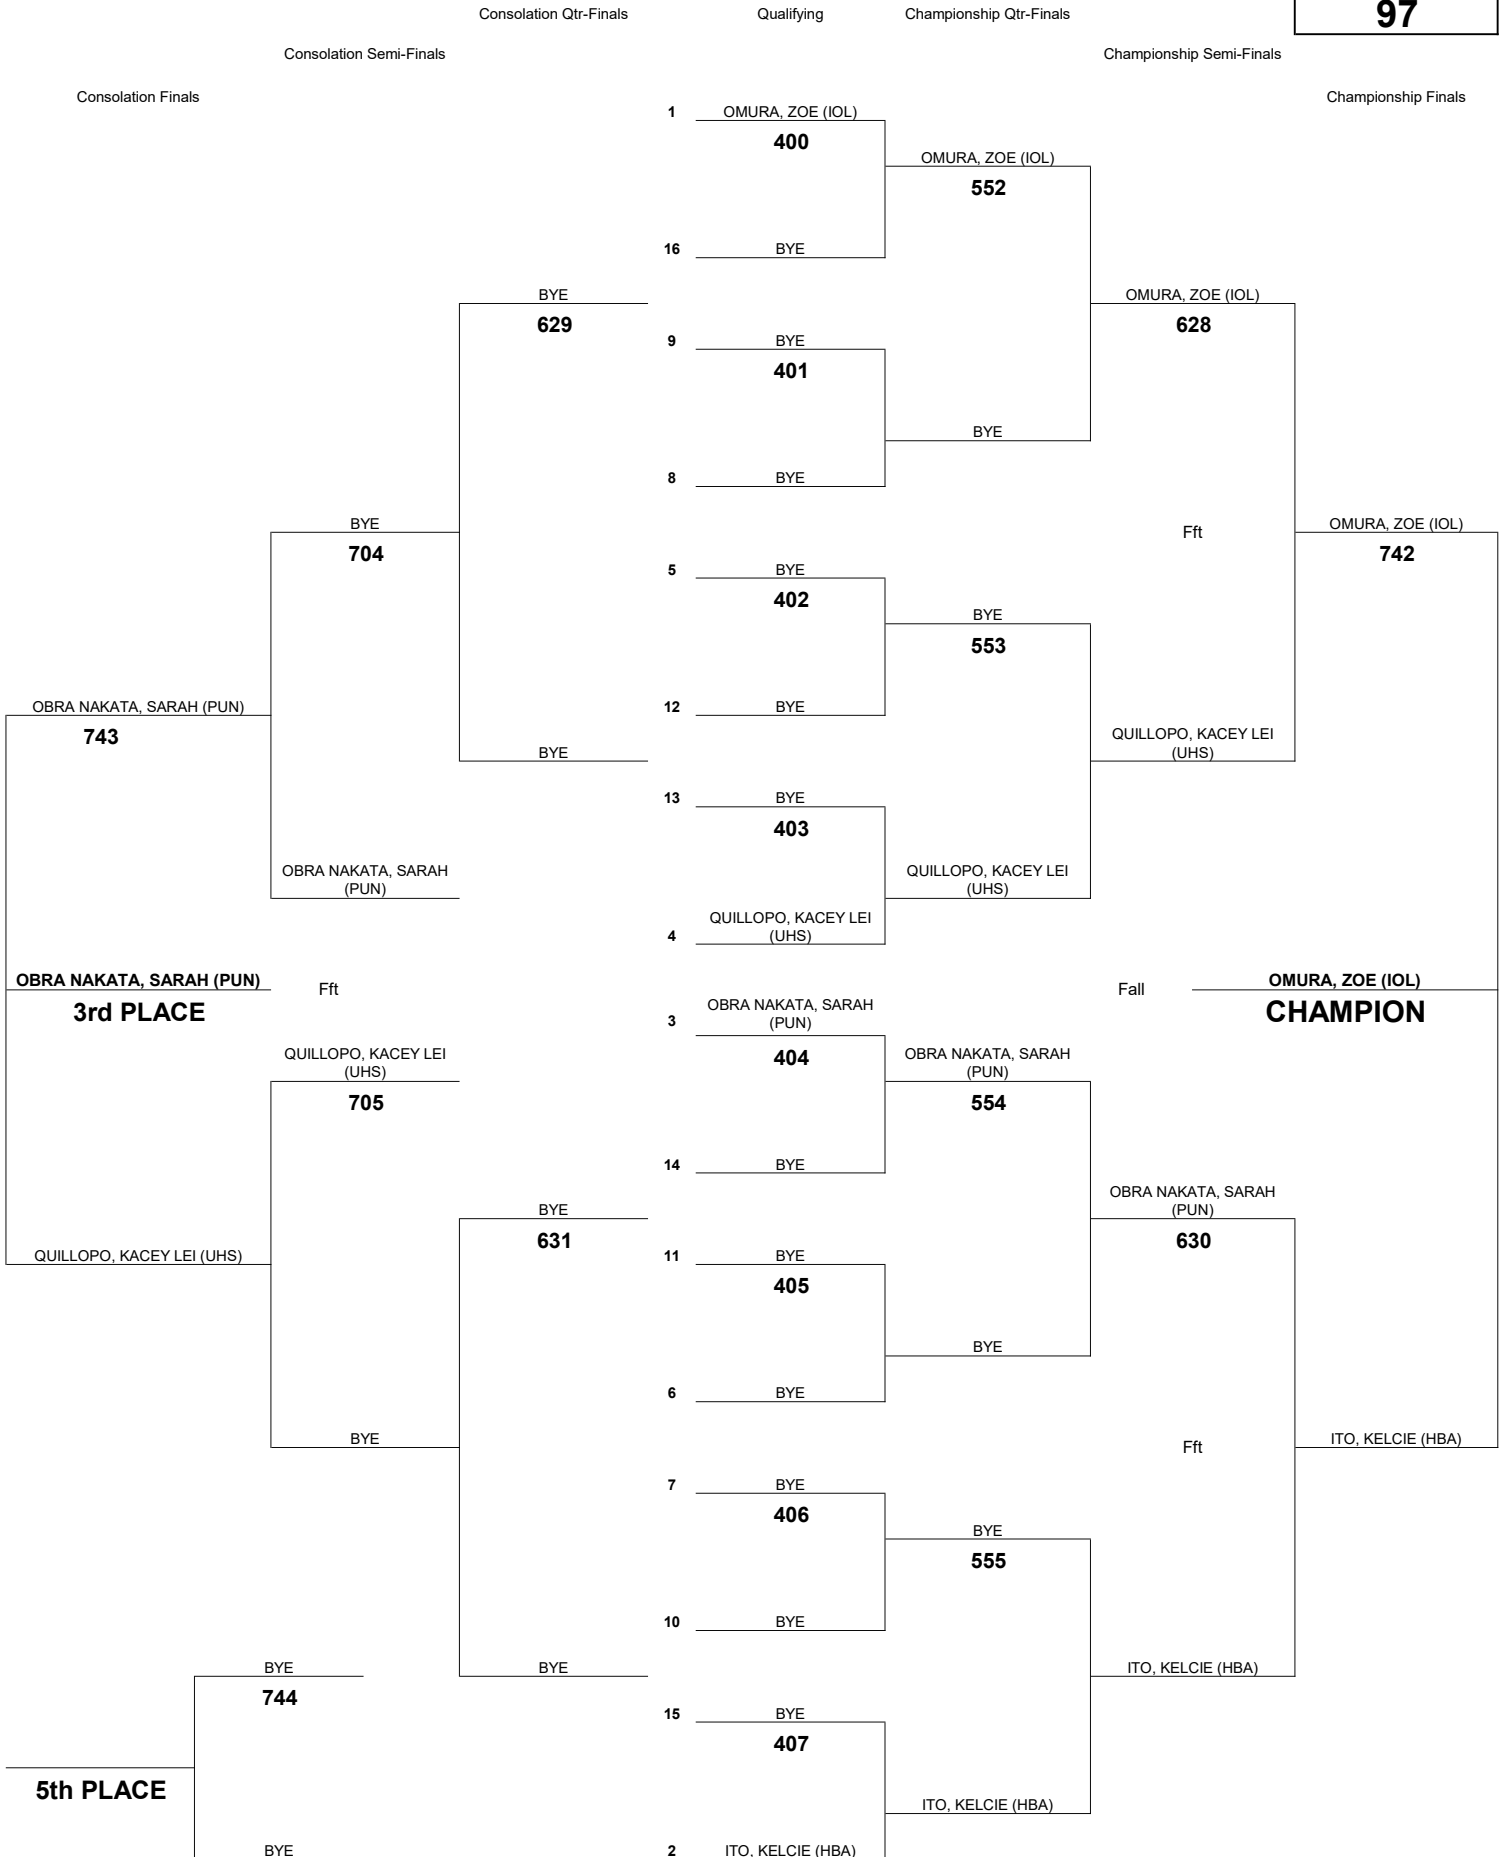 Consolation Qtr-Finals
Qualifying
Championship Qtr-Finals
97
Consolation Semi-Finals
Championship Semi-Finals
Consolation Finals
Championship Finals
1
OMURA, ZOE (IOL)
400
OMURA, ZOE (IOL)
552
16
BYE
BYE
629
OMURA, ZOE (IOL)
628
9
BYE
401
BYE
8
BYE
BYE
704
Fft
OMURA, ZOE (IOL)
742
5
BYE
402
BYE
553
OBRA NAKATA, SARAH (PUN)
743
12
BYE
QUILLOPO, KACEY LEI
(UHS)
BYE
13
BYE
403
OBRA NAKATA, SARAH
(PUN)
QUILLOPO, KACEY LEI
(UHS)
4
QUILLOPO, KACEY LEI
(UHS)
OBRA NAKATA, SARAH (PUN)
3rd PLACE
Fft
Fall
OMURA, ZOE (IOL)
CHAMPION
3
OBRA NAKATA, SARAH
(PUN)
404
QUILLOPO, KACEY LEI
(UHS)
705
OBRA NAKATA, SARAH
(PUN)
554
14
BYE
OBRA NAKATA, SARAH
(PUN)
630
BYE
631
QUILLOPO, KACEY LEI (UHS)
11
BYE
405
BYE
6
BYE
BYE
Fft
ITO, KELCIE (HBA)
7
BYE
406
BYE
555
10
BYE
BYE
744
BYE
ITO, KELCIE (HBA)
15
BYE
407
5th PLACE
ITO, KELCIE (HBA)
BYE
2
ITO, KELCIE (HBA)